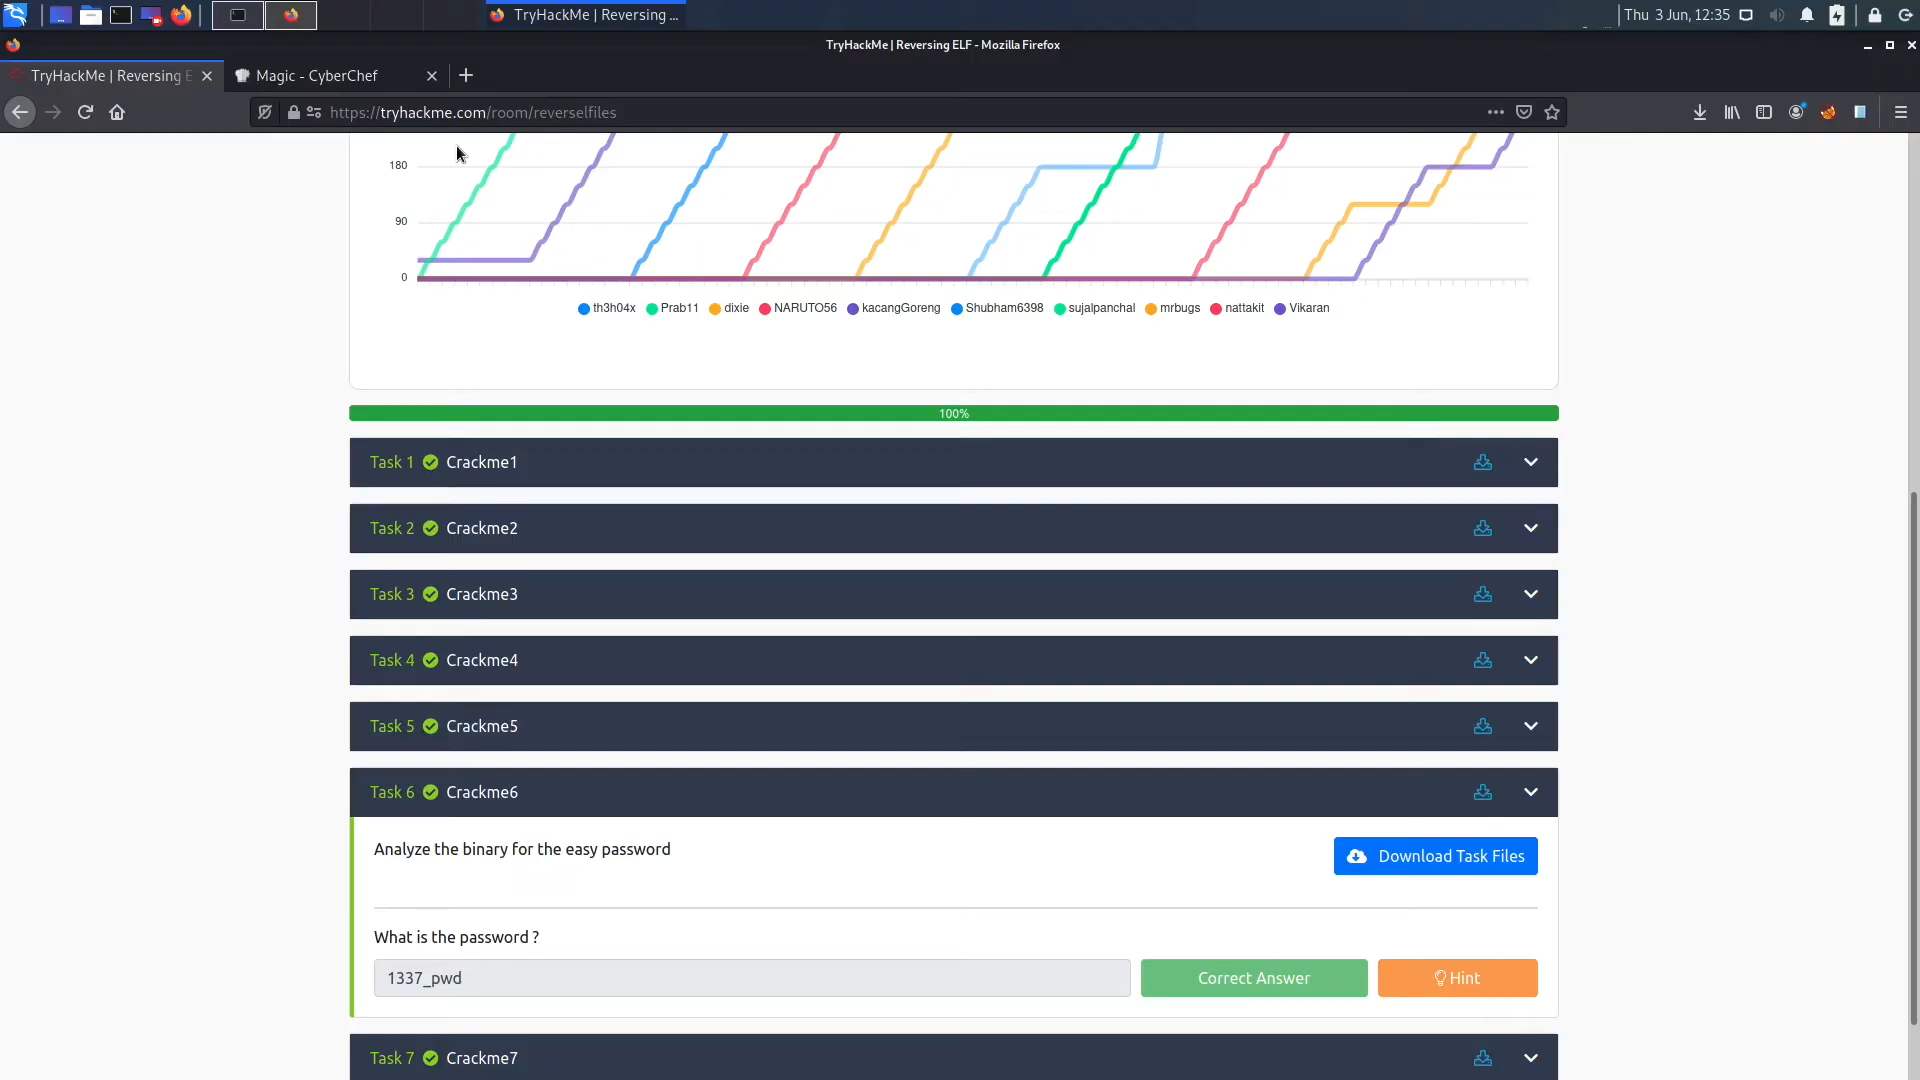 TryHackMe | Reversing ...
Thu 3 Jun, 12:35
TryHackMe | Reversing ELF - Mozilla Firefox
TryHackMe | Reversing E
Magic - CyberChef
https://tryhackme.com/room/reverselfiles
180
90
0
th3h04x Prab11 dixie NARUTO56 kacangGoreng Shubham6398 sujalpanchal mrbugs nattakit Vikaran
100%
Task 1 Crackme1
Task 2 Crackme2
Task 3 Crackme3
Task 4 Crackme4
Task 5 Crackme5
Task 6 Crackme6
Analyze the binary for the easy password
Download Task Files
What is the password ?
1337_pwd
Correct Answer
Hint
Task 7 Crackme7